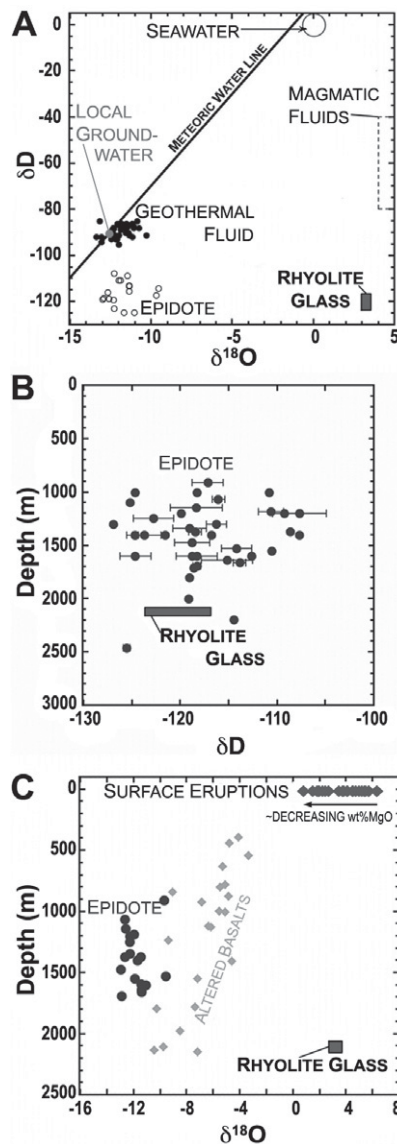 A
SEAWATER
METEORIC WATER LINE
MAGMATIC
FLUIDS
LOCAL
GROUND-
WATER
GEOTHERMAL
FLUID
RHYOLITE
GLASS
EPIDOTE
δD
0
-20
-40
-60
-80
-100
-120
-15 -10 -5 0 5
δ18O
B
EPIDOTE
RHYOLITE
GLASS
Depth (m)
0
500
1000
1500
2000
2500
3000
-130 -120 -110 -100
δD
C
SURFACE ERUPTIONS
~DECREASING wt%MgO
EPIDOTE
ALTERED BASALTS
RHYOLITE GLASS
Depth (m)
0
500
1000
1500
2000
2500
-16 -12 -8 -4 0 4 8
δ18O